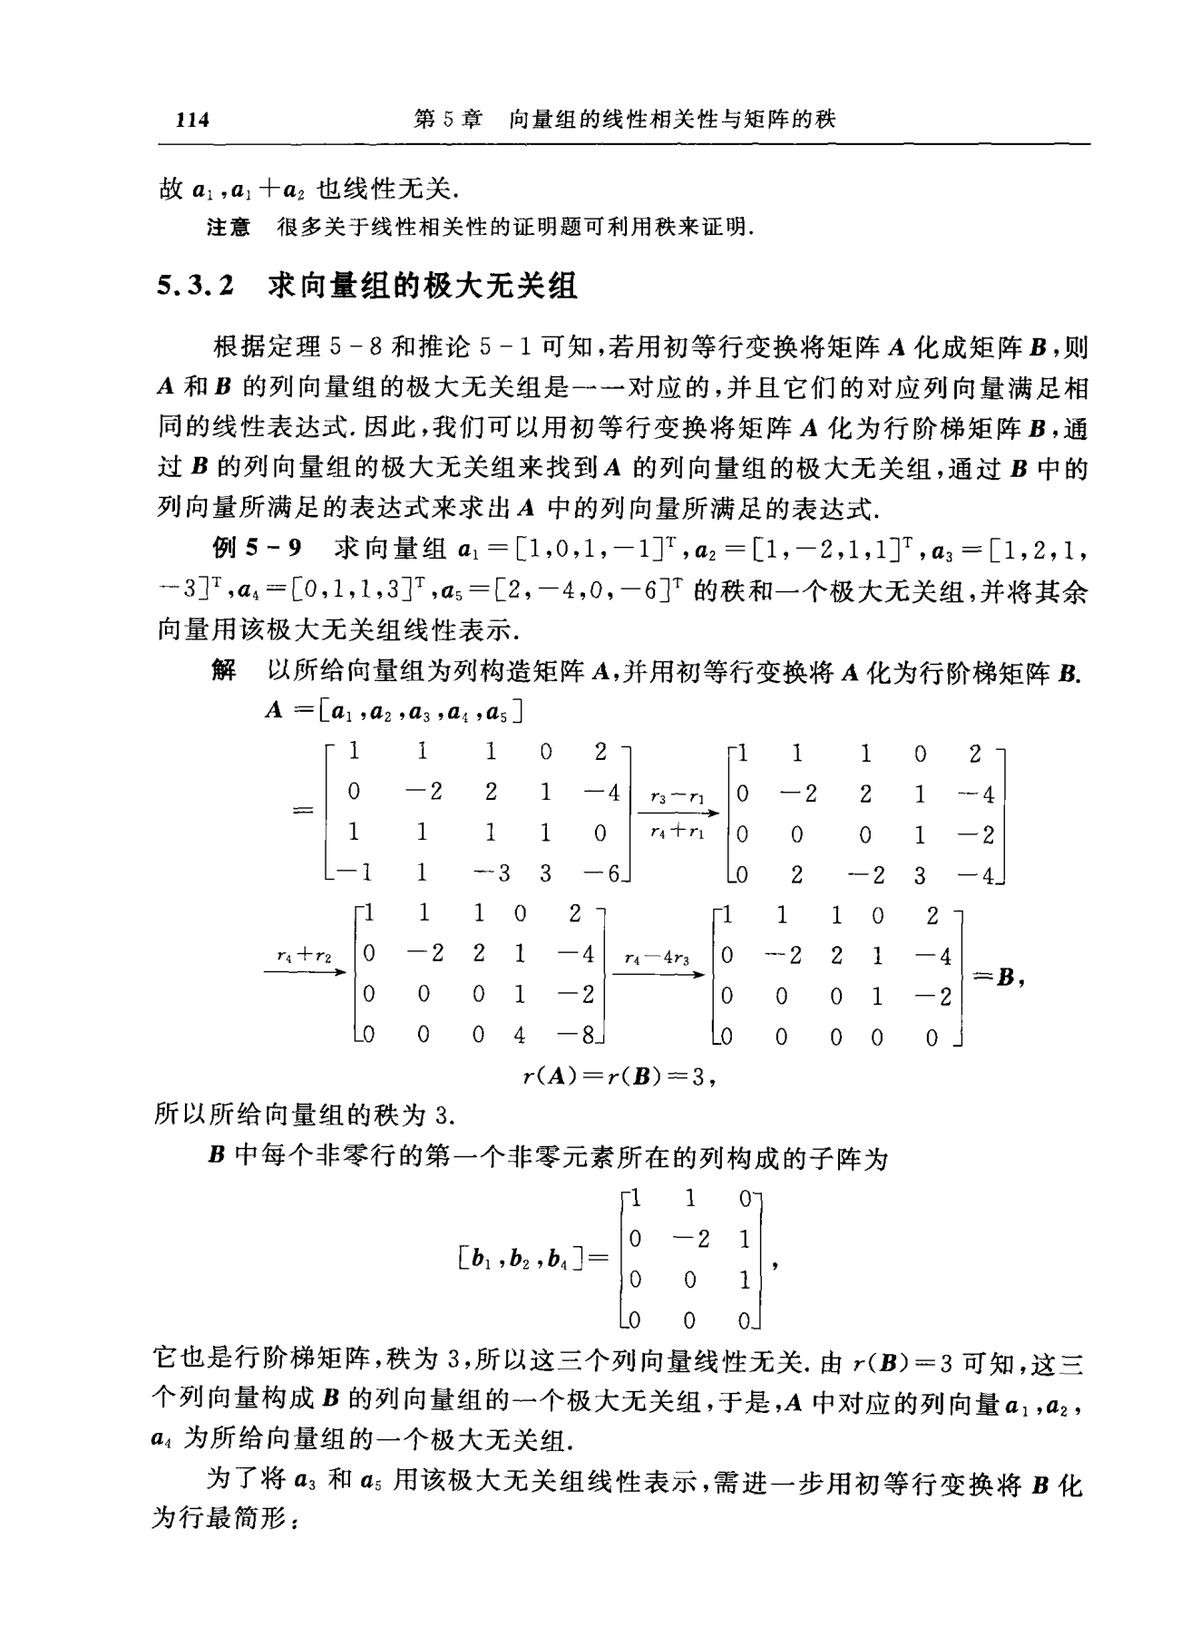 114 第 5 章 向量组的线性相关性与矩阵的秩
故 a₁,a₁+a₂ 也线性无关.
注意 很多关于线性相关性的证明题可利用秩来证明.
5.3.2 求向量组的极大无关组
根据定理 5-8 和推论 5-1 可知,若用初等行变换将矩阵 A 化成矩阵 B,则
A 和 B 的列向量组的极大无关组是一一对应的,并且它们的对应列向量满足相
同的线性表达式.因此,我们可以用初等行变换将矩阵 A 化为行阶梯矩阵 B,通
过 B 的列向量组的极大无关组来找到 A 的列向量组的极大无关组,通过 B 中的
列向量所满足的表达式来求出 A 中的列向量所满足的表达式.
例 5-9 求向量组 a₁=[1,0,1,-1]ᵀ,a₂=[1,-2,1,1]ᵀ,a₃=[1,2,1,
-3]ᵀ,a₄=[0,1,1,3]ᵀ,a₅=[2,-4,0,-6]ᵀ 的秩和一个极大无关组,并将其余
向量用该极大无关组线性表示.
解 以所给向量组为列构造矩阵 A,并用初等行变换将 A 化为行阶梯矩阵 B.
A=[a₁,a₂,a₃,a₄,a₅]
1 1 1 0 2 1 1 1 0 2
= 0 -2 2 1 -4 r₃-r₁ 0 -2 2 1 -4
1 1 1 1 0 r₄+r₁ 0 0 0 1 -2
-1 1 -3 3 -6 0 2 -2 3 -4
1 1 1 0 2 1 1 1 0 2
r₄+r₂ 0 -2 2 1 -4 r₄-4r₃ 0 -2 2 1 -4 =B,
0 0 0 1 -2 0 0 0 1 -2
0 0 0 4 -8 0 0 0 0 0
r(A)=r(B)=3,
所以所给向量组的秩为 3.
B 中每个非零行的第一个非零元素所在的列构成的子阵为
1 1 0
[b₁,b₂,b₄]= 0 -2 1 ,
0 0 1
0 0 0
它也是行阶梯矩阵,秩为 3,所以这三个列向量线性无关.由 r(B)=3 可知,这三
个列向量构成 B 的列向量组的一个极大无关组,于是,A 中对应的列向量 a₁,a₂,
a₄ 为所给向量组的一个极大无关组.
为了将 a₃ 和 a₅ 用该极大无关组线性表示,需进一步用初等行变换将 B 化
为行最简形: